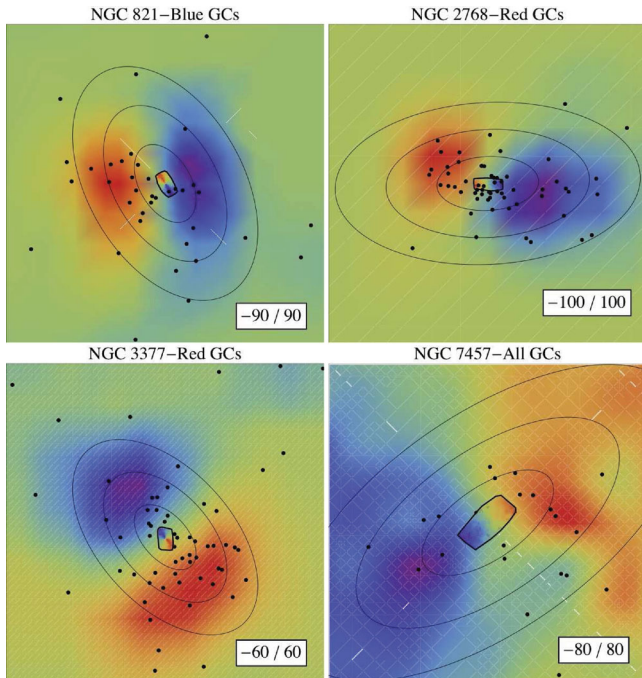 NGC 821−Blue GCs
NGC 2768−Red GCs
−90 / 90
−100 / 100
NGC 3377−Red GCs
NGC 7457−All GCs
−60 / 60
−80 / 80